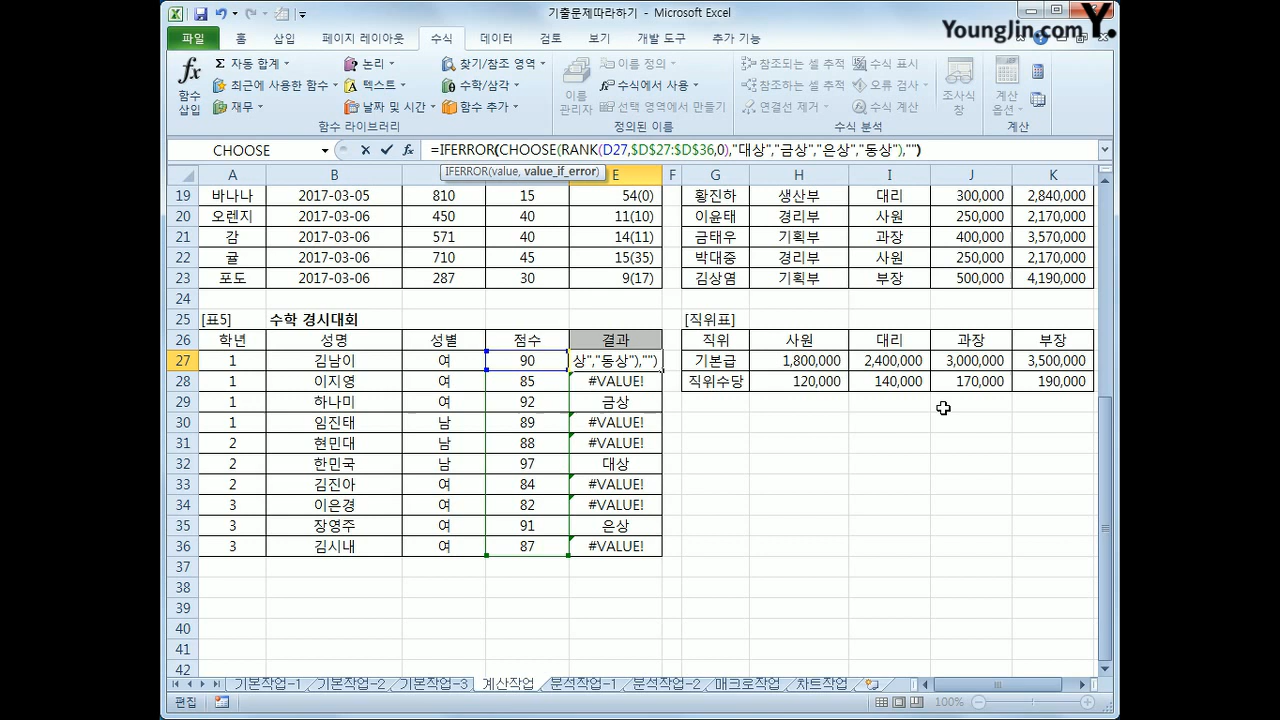 기출문제따라하기 - Microsoft Excel
YoungJin.com Y.
파일 홈 삽입 페이지 레이아웃 수식 데이터 검토 보기 개발 도구 추가 기능
fx Σ 자동 합계 논리 찾기/참조 영역 이름 정의 참조되는 셀 추적 수식 표시
함수 삽입 최근에 사용한 함수 텍스트 수학/삼각 이름 관리자 수식에서 사용 참조하는 셀 추적 오류 검사 조사식 창 계산 옵션
재무 날짜 및 시간 함수 추가 선택 영역에서 만들기 연결선 제거 수식 계산
함수 라이브러리 정의된 이름 수식 분석 계산
CHOOSE =IFERROR(CHOOSE(RANK(D27,$D$27:$D$36,0),"대상","금상","은상","동상"),"")
IFERROR(value, value_if_error)
A B C D E F G H I J K
19 바나나 2017-03-05 810 15 54(0) 황진하 생산부 대리 300,000 2,840,000
20 오렌지 2017-03-06 450 40 11(10) 이윤태 경리부 사원 250,000 2,170,000
21 감 2017-03-06 571 40 14(11) 금태우 기획부 과장 400,000 3,570,000
22 귤 2017-03-06 710 45 15(35) 박대중 경리부 사원 250,000 2,170,000
23 포도 2017-03-06 287 30 9(17) 김상염 기획부 부장 500,000 4,190,000
24
25 [표5] 수학 경시대회 [직위표]
26 학년 성명 성별 점수 결과 직위 사원 대리 과장 부장
27 1 김남이 여 90 상","동상"),"") 기본급 1,800,000 2,400,000 3,000,000 3,500,000
28 1 이지영 여 85 #VALUE! 직위수당 120,000 140,000 170,000 190,000
29 1 하나미 여 92 금상
30 1 임진태 남 89 #VALUE!
31 2 현민대 남 88 #VALUE!
32 2 한민국 남 97 대상
33 2 김진아 여 84 #VALUE!
34 3 이은경 여 82 #VALUE!
35 3 장영주 여 91 은상
36 3 김시내 여 87 #VALUE!
37
38
39
40
41
42
기본작업-1 기본작업-2 기본작업-3 계산작업 분석작업-1 분석작업-2 매크로작업 차트작업
편집 100%